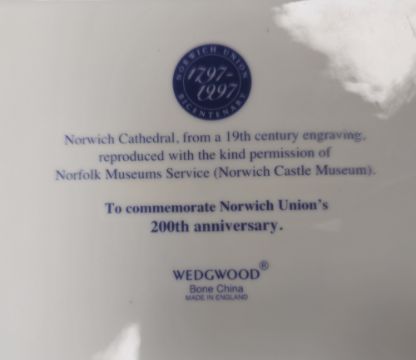 NORWICH UNION
1797-
1997
BICENTENARY
Norwich Cathedral, from a 19th century engraving,
reproduced with the kind permission of
Norfolk Museums Service (Norwich Castle Museum).
To commemorate Norwich Union's
200th anniversary.
WEDGWOOD®
Bone China
MADE IN ENGLAND